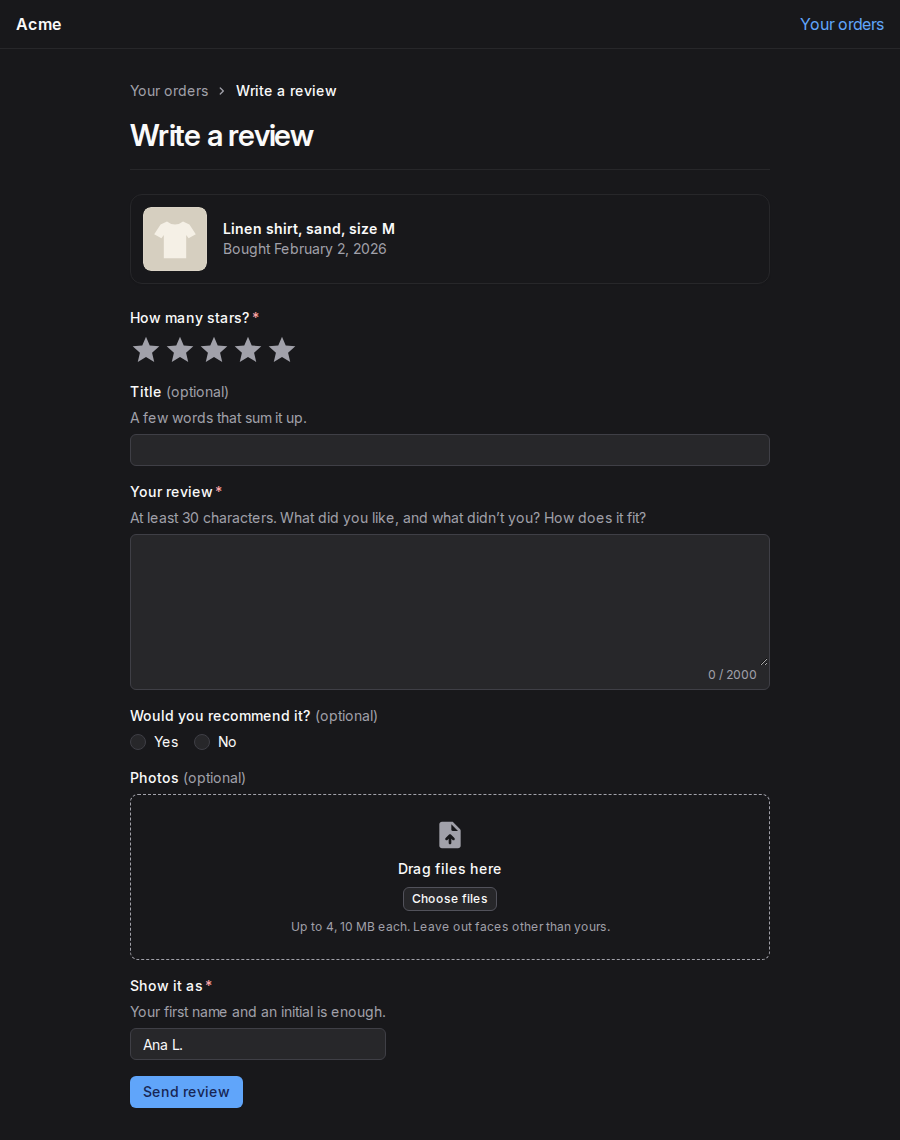 Acme
Your orders
Your orders > Write a review
Write a review
Linen shirt, sand, size M
Bought February 2, 2026
How many stars? *
Title (optional)
A few words that sum it up.
Your review *
At least 30 characters. What did you like, and what didn’t you? How does it fit?
0 / 2000
Would you recommend it? (optional)
Yes
No
Photos (optional)
Drag files here
Choose files
Up to 4, 10 MB each. Leave out faces other than yours.
Show it as *
Your first name and an initial is enough.
Ana L.
Send review